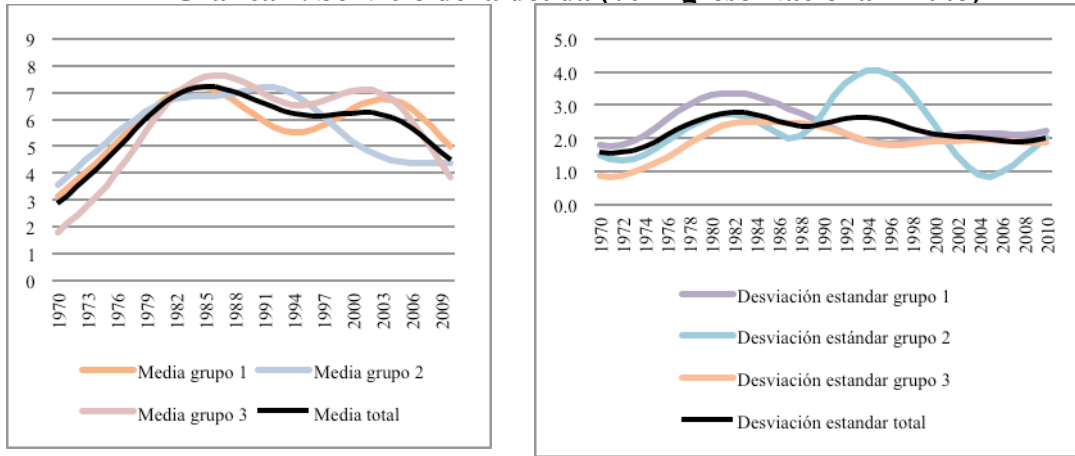 Servicio de la deuda
9
8
7
6
5
4
3
2
1
0
1970 1973 1976 1979 1982 1985 1988 1991 1994 1997 2000 2003 2006 2009
Media grupo 1 Media grupo 2
Media grupo 3 Media total
5.0
4.0
3.0
2.0
1.0
0.0
1970 1972 1974 1976 1978 1980 1982 1984 1986 1988 1990 1992 1994 1996 1998 2000 2002 2004 2006 2008 2010
Desviación estandar grupo 1
Desviación estándar grupo 2
Desviación estandar grupo 3
Desviación estandar total